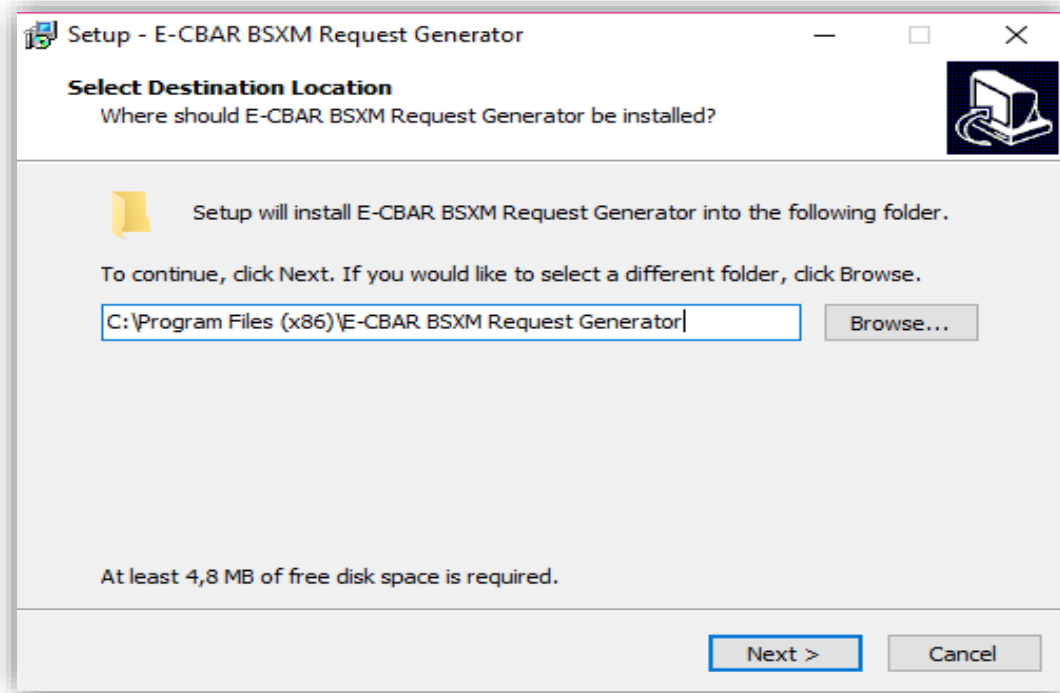 Setup - E-CBAR BSXM Request Generator
Select Destination Location
Where should E-CBAR BSXM Request Generator be installed?
Setup will install E-CBAR BSXM Request Generator into the following folder.
To continue, click Next. If you would like to select a different folder, click Browse.
C:\Program Files (x86)\E-CBAR BSXM Request Generator
Browse...
At least 4,8 MB of free disk space is required.
Next >
Cancel